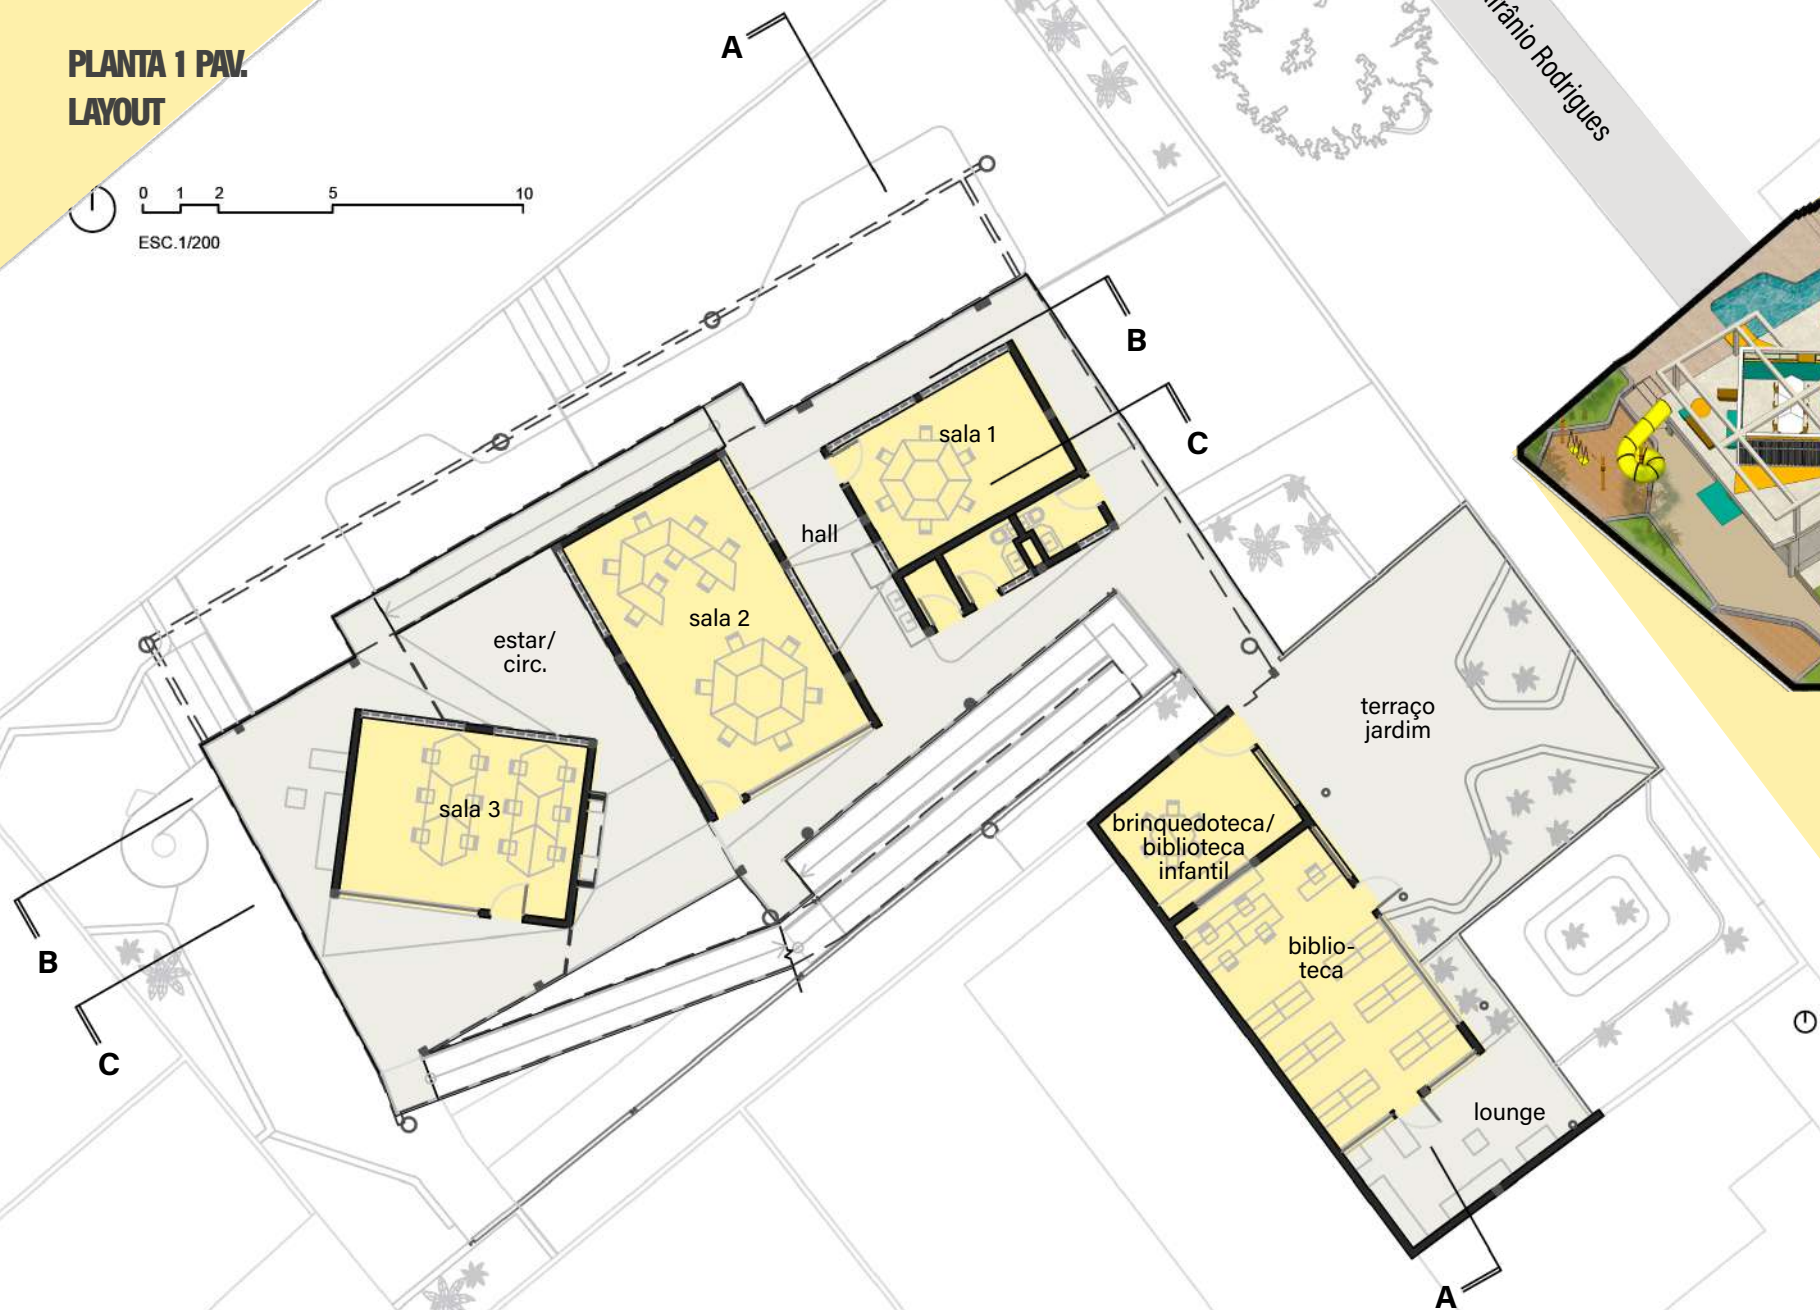 PLANTA 1 PAV.
LAYOUT
0 1 2 5 10
ESC.1/200
A
Rodrigues
B
C
sala 1
hall
sala 2
estar/
circ.
sala 3
terraço
jardim
brinquedoteca/
biblioteca
infantil
biblio-
teca
lounge
B
C
A